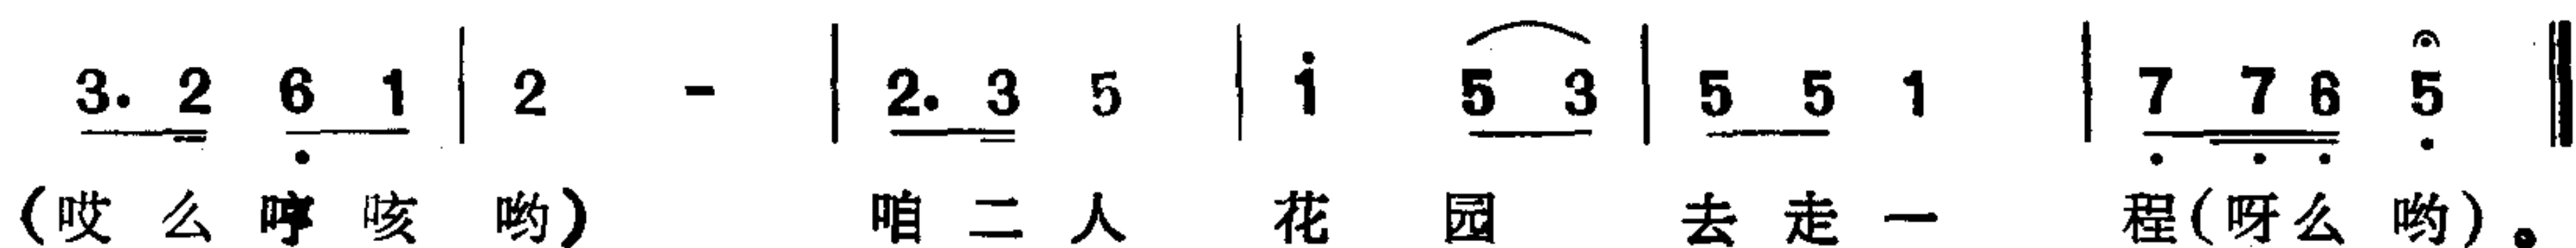 3. 2 6 1 | 2 - | 2. 3 5 | 1 5 3 | 5 5 1 | 7 7 6 5 ‖
(哎么哼咳哟) 咱二人花园去走一程(呀么哟)。